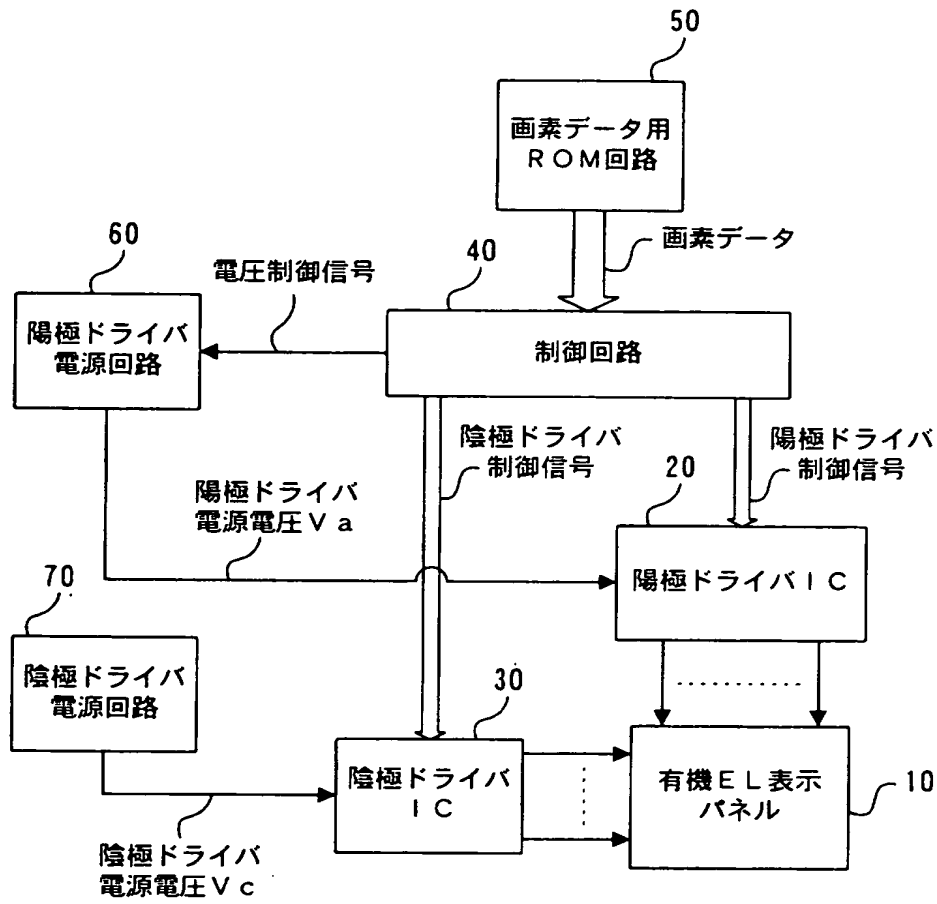 50
画素データ用
ROM回路
画素データ
60
電圧制御信号
40
陽極ドライバ
電源回路
制御回路
陰極ドライバ
制御信号
陽極ドライバ
制御信号
陽極ドライバ
電源電圧Va
20
陽極ドライバIC
70
陰極ドライバ
電源回路
30
陰極ドライバ
IC
有機EL表示
パネル
10
陰極ドライバ
電源電圧Vc